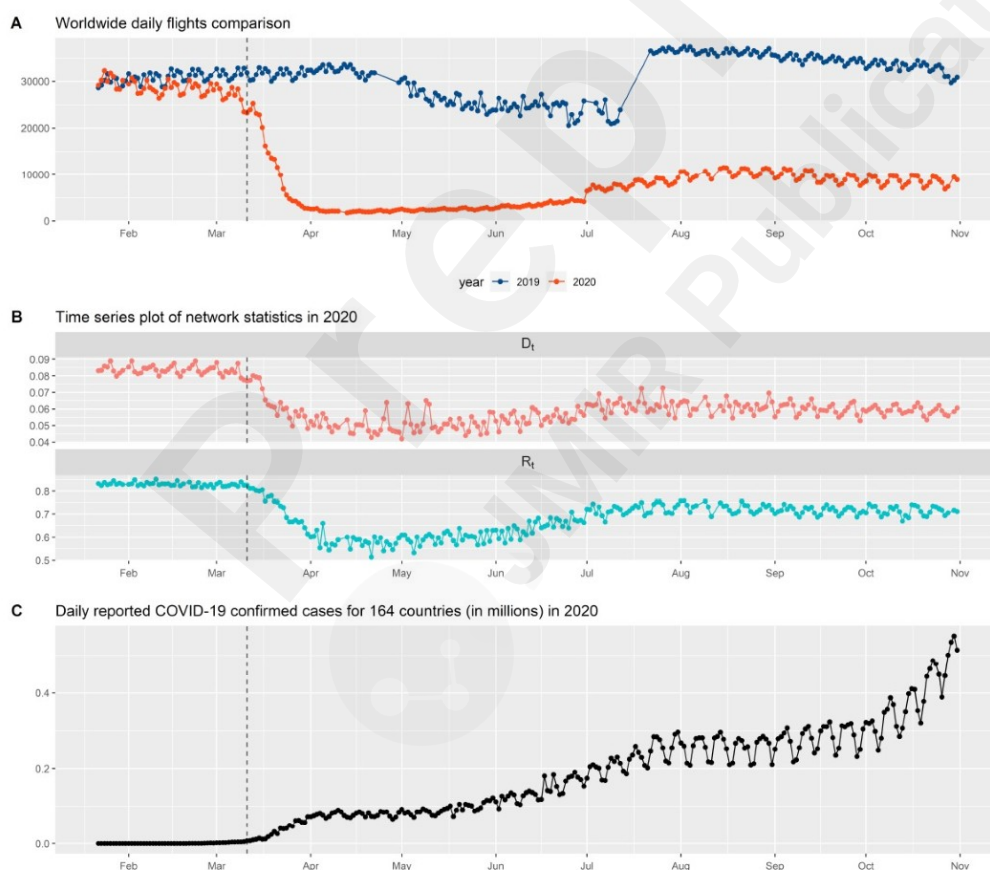 A Worldwide daily flights comparison
30000
20000
10000
0
Feb Mar Apr May Jun Jul Aug Sep Oct Nov
year 2019 2020
B Time series plot of network statistics in 2020
Dt
0.09
0.08
0.07
0.06
0.05
0.04
Rt
0.8
0.7
0.6
0.5
Feb Mar Apr May Jun Jul Aug Sep Oct Nov
C Daily reported COVID-19 confirmed cases for 164 countries (in millions) in 2020
0.4
0.2
0.0
Feb Mar Apr May Jun Jul Aug Sep Oct Nov
Prepr
JMIR Publicat